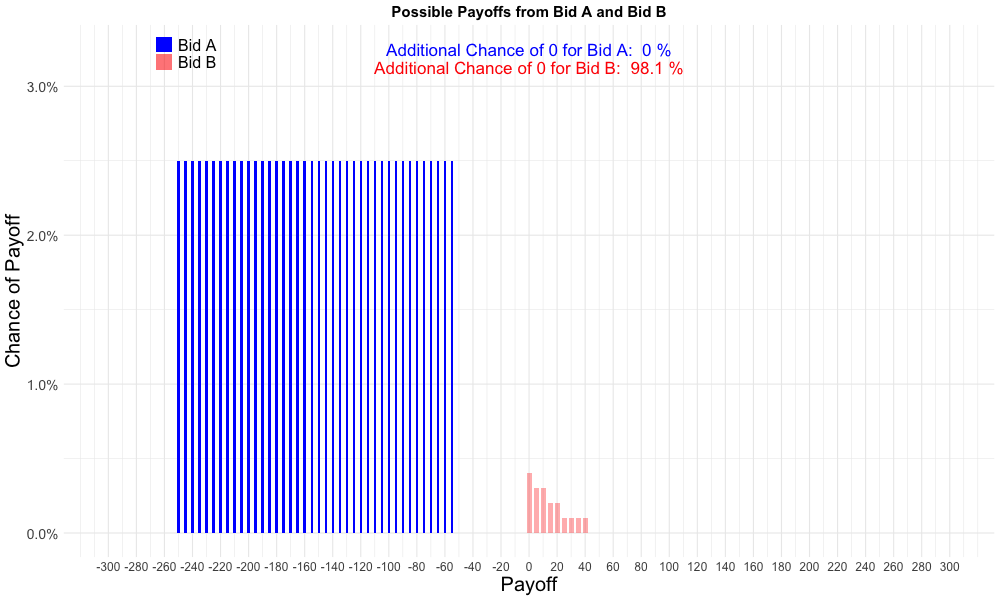 Possible Payoffs from Bid A and Bid B
Bid A
Bid B
Additional Chance of 0 for Bid A:  0 %
Additional Chance of 0 for Bid B:  98.1 %
Chance of Payoff
3.0%
2.0%
1.0%
0.0%
-300 -280 -260 -240 -220 -200 -180 -160 -140 -120 -100 -80 -60 -40 -20 0 20 40 60 80 100 120 140 160 180 200 220 240 260 280 300
Payoff